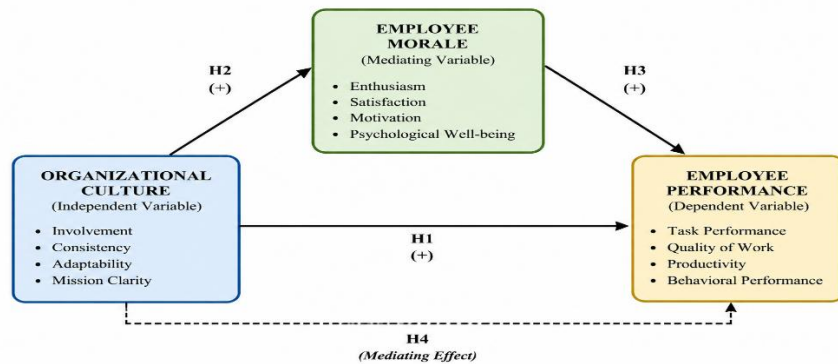 EMPLOYEE
MORALE
(Mediating Variable)
• Enthusiasm
• Satisfaction
• Motivation
• Psychological Well-being
H2
(+)
H3
(+)
ORGANIZATIONAL
CULTURE
(Independent Variable)
• Involvement
• Consistency
• Adaptability
• Mission Clarity
H1
(+)
EMPLOYEE
PERFORMANCE
(Dependent Variable)
• Task Performance
• Quality of Work
• Productivity
• Behavioral Performance
H4
(Mediating Effect)